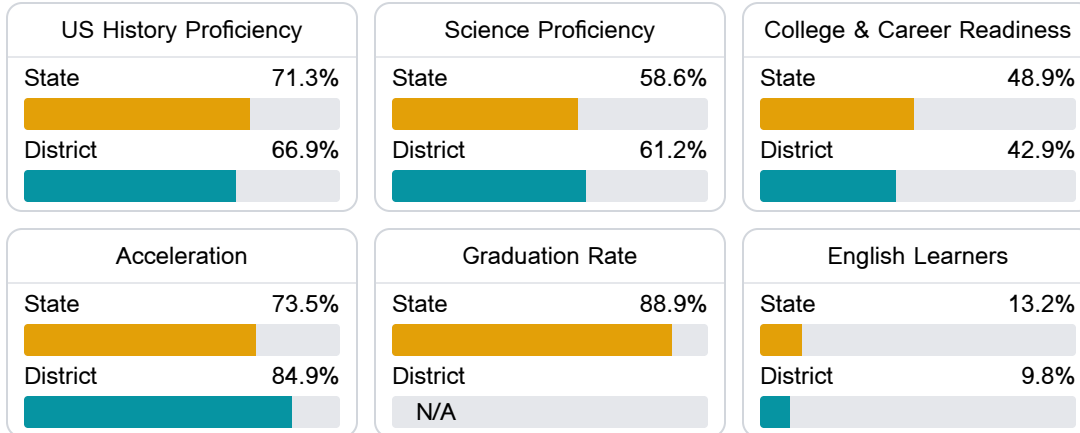 US History Proficiency
State 71.3%
District 66.9%
Science Proficiency
State 58.6%
District 61.2%
College & Career Readiness
State 48.9%
District 42.9%
Acceleration
State 73.5%
District 84.9%
Graduation Rate
State 88.9%
District
N/A
English Learners
State 13.2%
District 9.8%